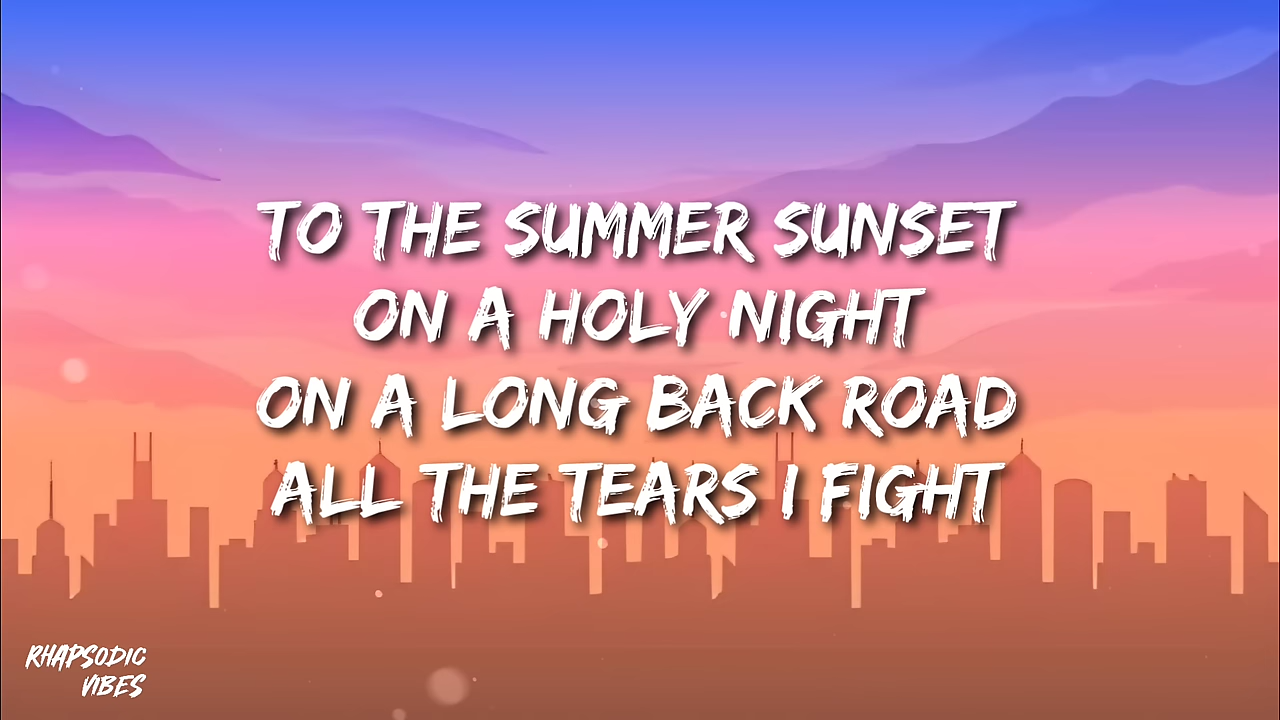 TO THE SUMMER SUNSET
ON A HOLY NIGHT
ON A LONG BACK ROAD
ALL THE TEARS I FIGHT
RHAPSODIC
VIBES